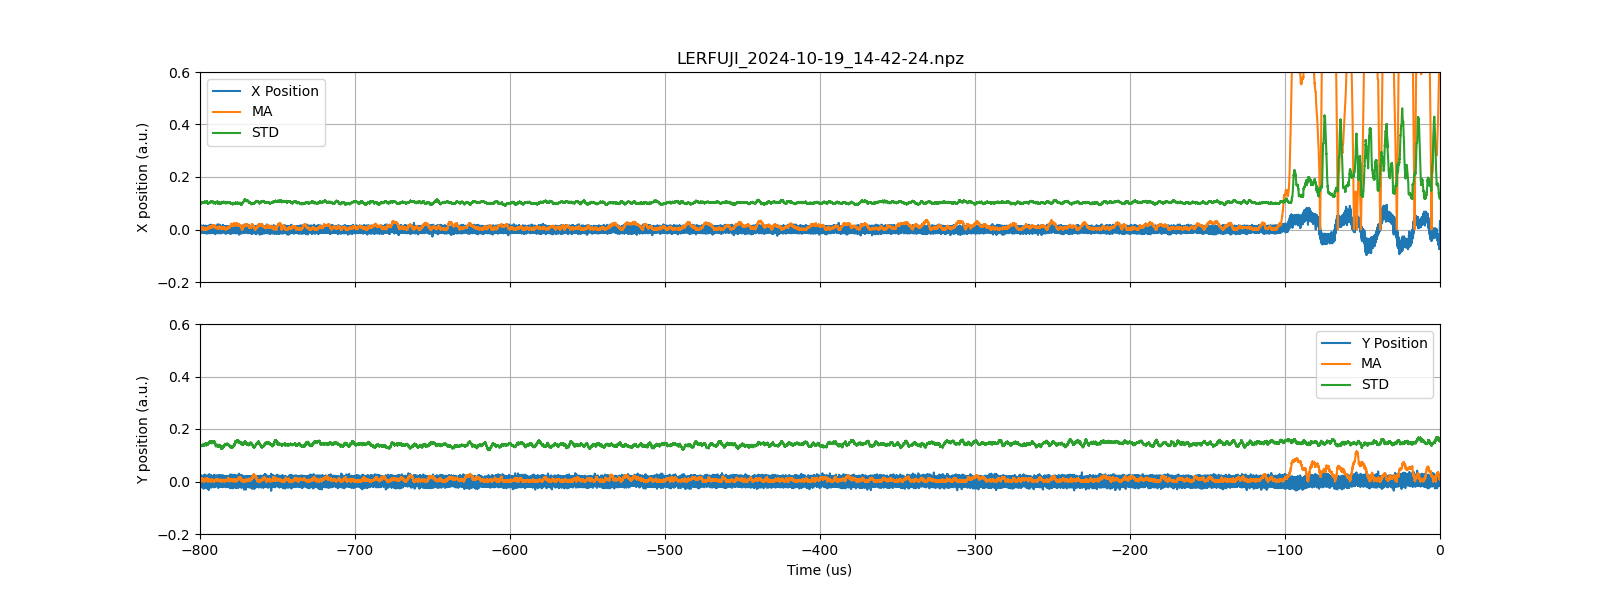 LERFUJI_2024-10-19_14-42-24.npz
0.6
0.4
0.2
0.0
−0.2
X position (a.u.)
X Position
MA
STD
0.6
0.4
0.2
0.0
−0.2
Y position (a.u.)
Y Position
MA
STD
−800 −700 −600 −500 −400 −300 −200 −100 0
Time (us)